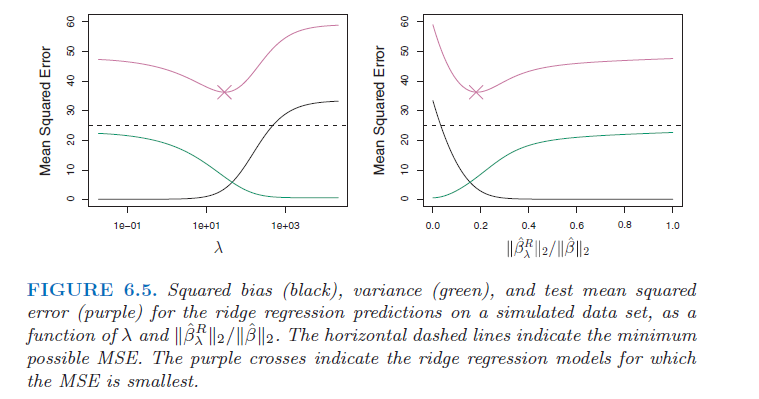 Mean Squared Error
0 10 20 30 40 50 60
1e−01 1e+01 1e+03
λ
Mean Squared Error
0 10 20 30 40 50 60
0.0 0.2 0.4 0.6 0.8 1.0
‖β̂λᴿ‖₂/‖β̂‖₂
FIGURE 6.5. Squared bias (black), variance (green), and test mean squared
error (purple) for the ridge regression predictions on a simulated data set, as a
function of λ and ‖β̂λᴿ‖₂/‖β̂‖₂. The horizontal dashed lines indicate the minimum
possible MSE. The purple crosses indicate the ridge regression models for which
the MSE is smallest.